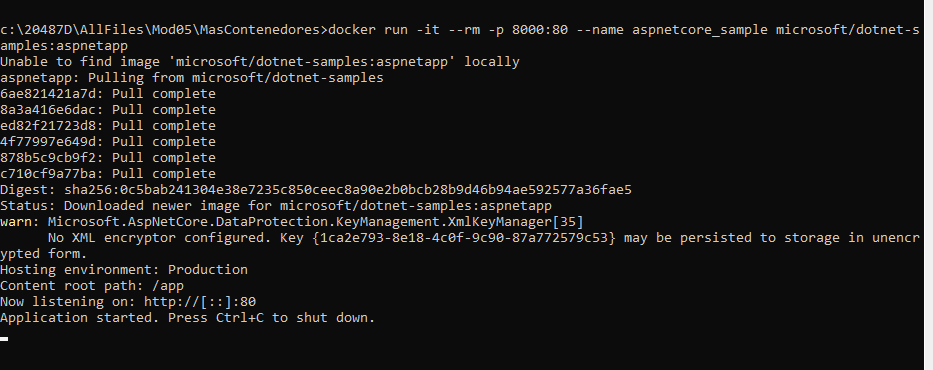 c:\20487D\AllFiles\Mod05\MasContenedores>docker run -it --rm -p 8000:80 --name aspnetcore_sample microsoft/dotnet-s
amples:aspnetapp
Unable to find image 'microsoft/dotnet-samples:aspnetapp' locally
aspnetapp: Pulling from microsoft/dotnet-samples
6ae821421a7d: Pull complete
8a3a416e6dac: Pull complete
ed82f21723d8: Pull complete
4f77997e649d: Pull complete
878b5c9cb9f2: Pull complete
c710cf9a77ba: Pull complete
Digest: sha256:0c5bab241304e38e7235c850ceec8a90e2b0bcb28b9d46b94ae592577a36fae5
Status: Downloaded newer image for microsoft/dotnet-samples:aspnetapp
warn: Microsoft.AspNetCore.DataProtection.KeyManagement.XmlKeyManager[35]
      No XML encryptor configured. Key {1ca2e793-8e18-4c0f-9c90-87a772579c53} may be persisted to storage in unencr
ypted form.
Hosting environment: Production
Content root path: /app
Now listening on: http://[::]:80
Application started. Press Ctrl+C to shut down.